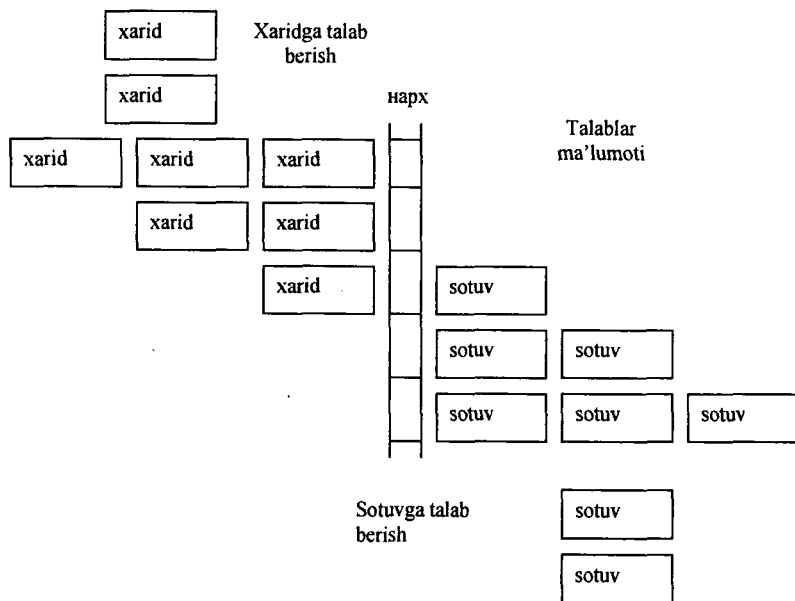 xarid
Xaridga talab
berish
xarid
нарх
Talablar
ma’lumoti
xarid xarid xarid
xarid xarid
xarid sotuv
sotuv sotuv
sotuv sotuv sotuv
Sotuvga talab
berish
sotuv
sotuv